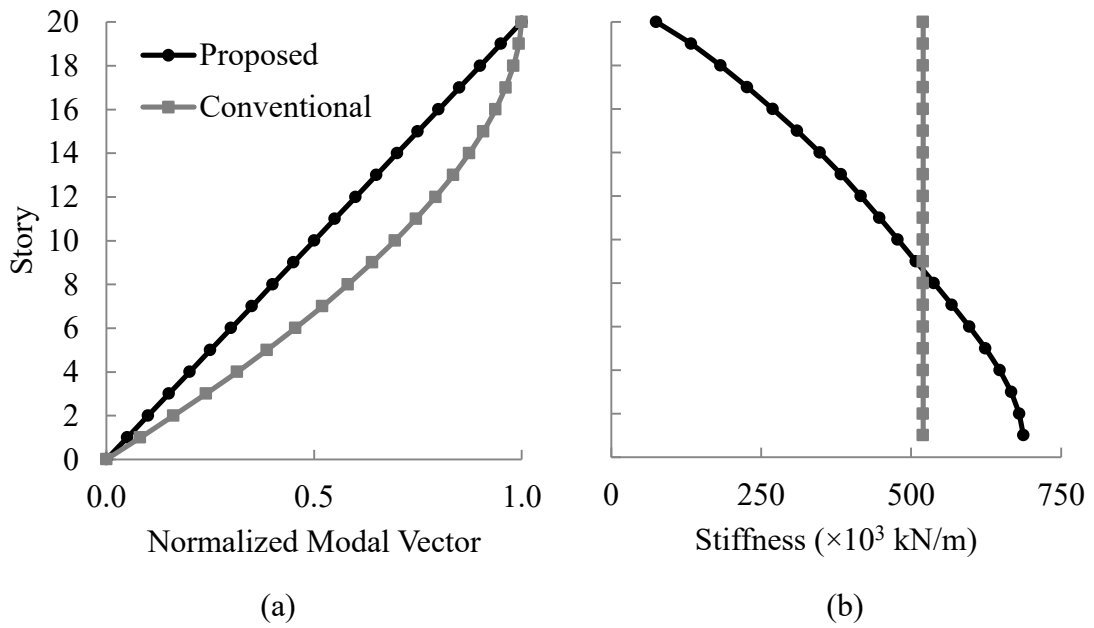 20
18
16
14
12
10
8
6
4
2
0
Story
Proposed
Conventional
0.0 0.5 1.0
Normalized Modal Vector
(a)
0 250 500 750
Stiffness (×10³ kN/m)
(b)